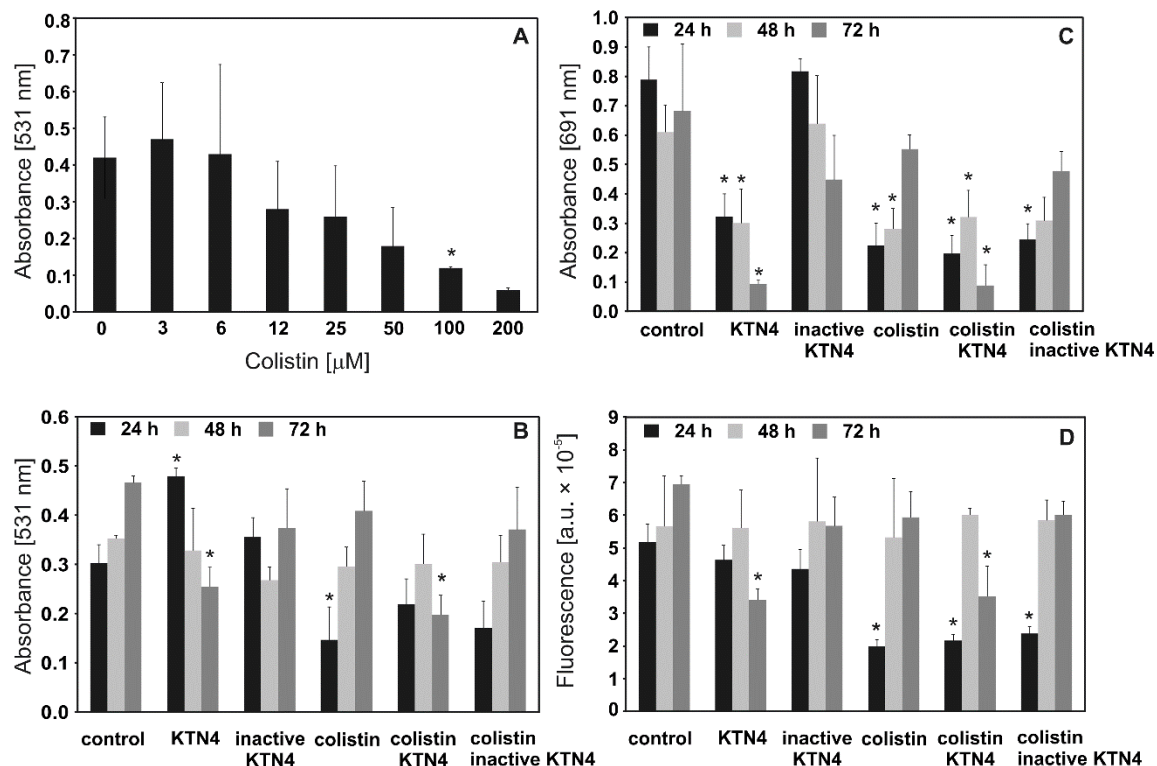 A
Absorbance [531 nm]
0.8
0.7
0.6
0.5
0.4
0.3
0.2
0.1
0.0
*
0 3 6 12 25 50 100 200
Colistin [µM]
24 h 48 h 72 h
C
Absorbance [691 nm]
1.0
0.9
0.8
0.7
0.6
0.5
0.4
0.3
0.2
0.1
0.0
* * * * * * * * *
control KTN4 inactive KTN4 colistin colistin KTN4 colistin inactive KTN4
24 h 48 h 72 h
B
Absorbance [531 nm]
0.6
0.5
0.4
0.3
0.2
0.1
0.0
* * * *
control KTN4 inactive KTN4 colistin colistin KTN4 colistin inactive KTN4
24 h 48 h 72 h
D
Fluorescence [a.u. × 10⁻⁵]
9
8
7
6
5
4
3
2
1
0
* * * * *
control KTN4 inactive KTN4 colistin colistin KTN4 colistin inactive KTN4